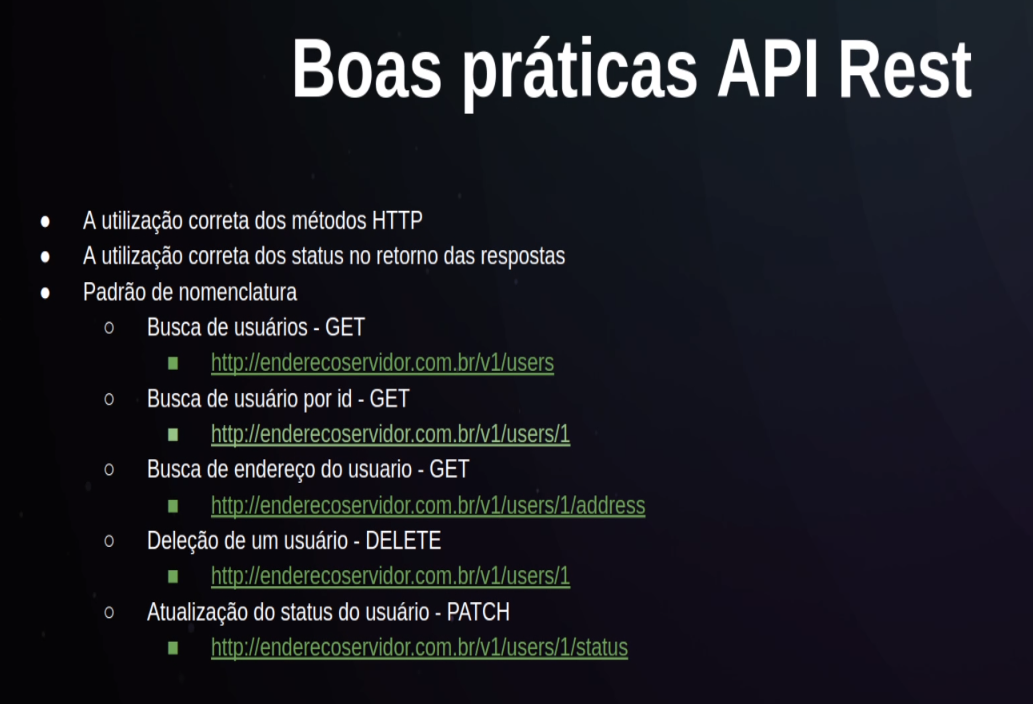 Boas práticas API Rest
● A utilização correta dos métodos HTTP
● A utilização correta dos status no retorno das respostas
● Padrão de nomenclatura
○ Busca de usuários - GET
■ http://enderecoservidor.com.br/v1/users
○ Busca de usuário por id - GET
■ http://enderecoservidor.com.br/v1/users/1
○ Busca de endereço do usuario - GET
■ http://enderecoservidor.com.br/v1/users/1/address
○ Deleção de um usuário - DELETE
■ http://enderecoservidor.com.br/v1/users/1
○ Atualização do status do usuário - PATCH
■ http://enderecoservidor.com.br/v1/users/1/status